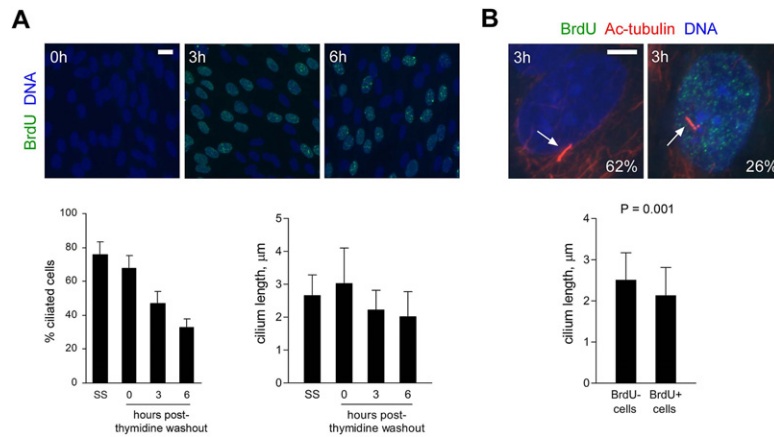 A
BrdU DNA
0h
3h
6h
% ciliated cells
100
80
60
40
20
0
SS
0
3
6
hours post-
thymidine washout
cilium length, μm
5
4
3
2
1
0
SS
0
3
6
hours post-
thymidine washout
B
BrdU Ac-tubulin DNA
3h
62%
3h
26%
P = 0.001
cilium length, μm
5
4
3
2
1
0
BrdU- BrdU+
cells cells